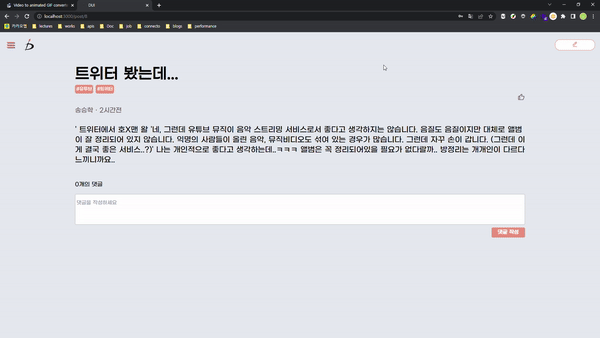 Video to animated GIF converter
DUI
localhost:3000/post/8
카카오맵
lectures
works
apis
Doo
job
connecto
blogs
performance
트위터 봤는데...
#유튜브 #트위터
송승학 · 2시간전
' 트위터에서 호X맨 왈 '네, 그런데 유튜브 뮤직이 음악 스트리밍 서비스로서 좋다고 생각하지는 않습니다. 음질도 음질이지만 대체로 앨범
이 잘 정리되어 있지 않습니다. 익명의 사람들이 올린 음악, 뮤직비디오도 섞여 있는 경우가 많습니다. 그런데 자꾸 손이 갑니다. (그런데 이
게 결국 좋은 서비스..?)' 나는 개인적으로 좋다고 생각하는데..ㅋㅋㅋ 앨범은 꼭 정리되어있을 필요가 없다랄까.. 방정리는 개개인이 다르다
느끼니까요..
0개의 댓글
댓글을 작성하세요
댓글 작성